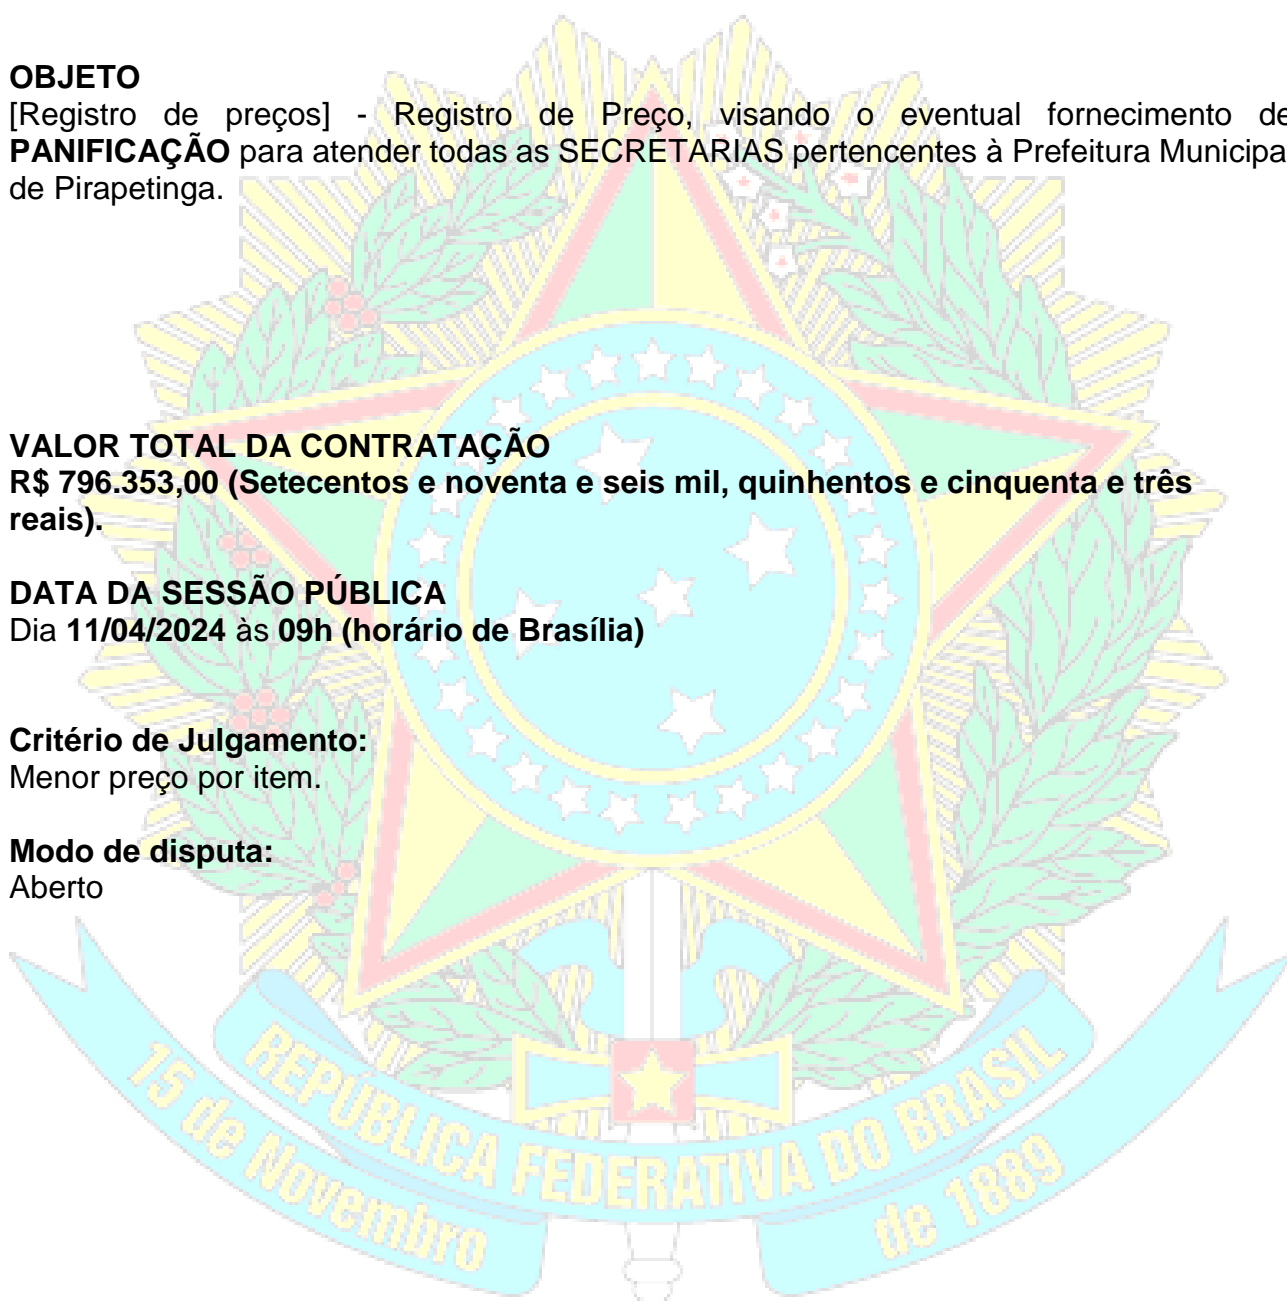 OBJETO
[Registro de preços] - Registro de Preço, visando o eventual fornecimento de
PANIFICAÇÃO para atender todas as SECRETARIAS pertencentes à Prefeitura Municipa
de Pirapetinga.
VALOR TOTAL DA CONTRATAÇÃO
R$ 796.353,00 (Setecentos e noventa e seis mil, quinhentos e cinquenta e três
reais).
DATA DA SESSÃO PÚBLICA
Dia 11/04/2024 às 09h (horário de Brasília)
Critério de Julgamento:
Menor preço por item.
Modo de disputa:
Aberto
REPÚBLICA FEDERATIVA DO BRASIL
15 de Novembro
de 1889